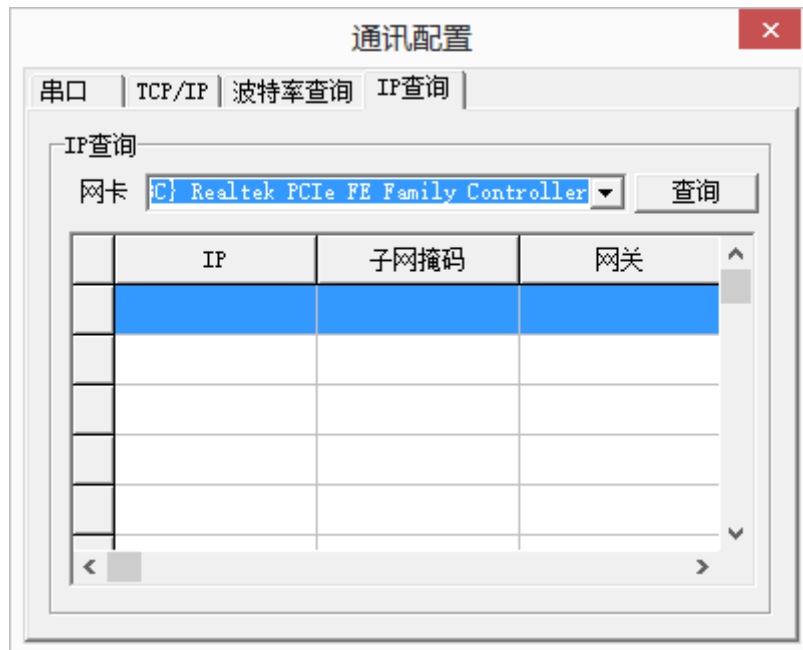 通讯配置
串口 TCP/IP 波特率查询 IP查询
IP查询
网卡 C} Realtek PCIe FE Family Controller 查询
IP 子网掩码 网关